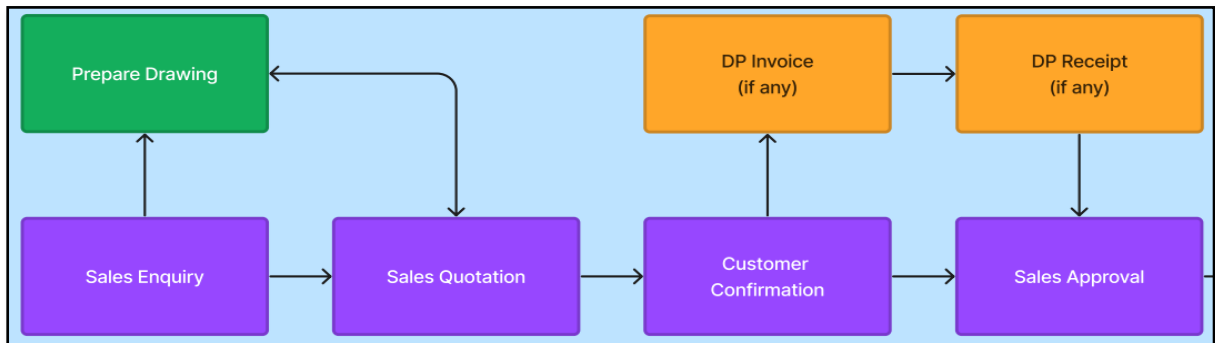 Prepare Drawing
DP Invoice
(if any)
DP Receipt
(if any)
Sales Enquiry
Sales Quotation
Customer
Confirmation
Sales Approval